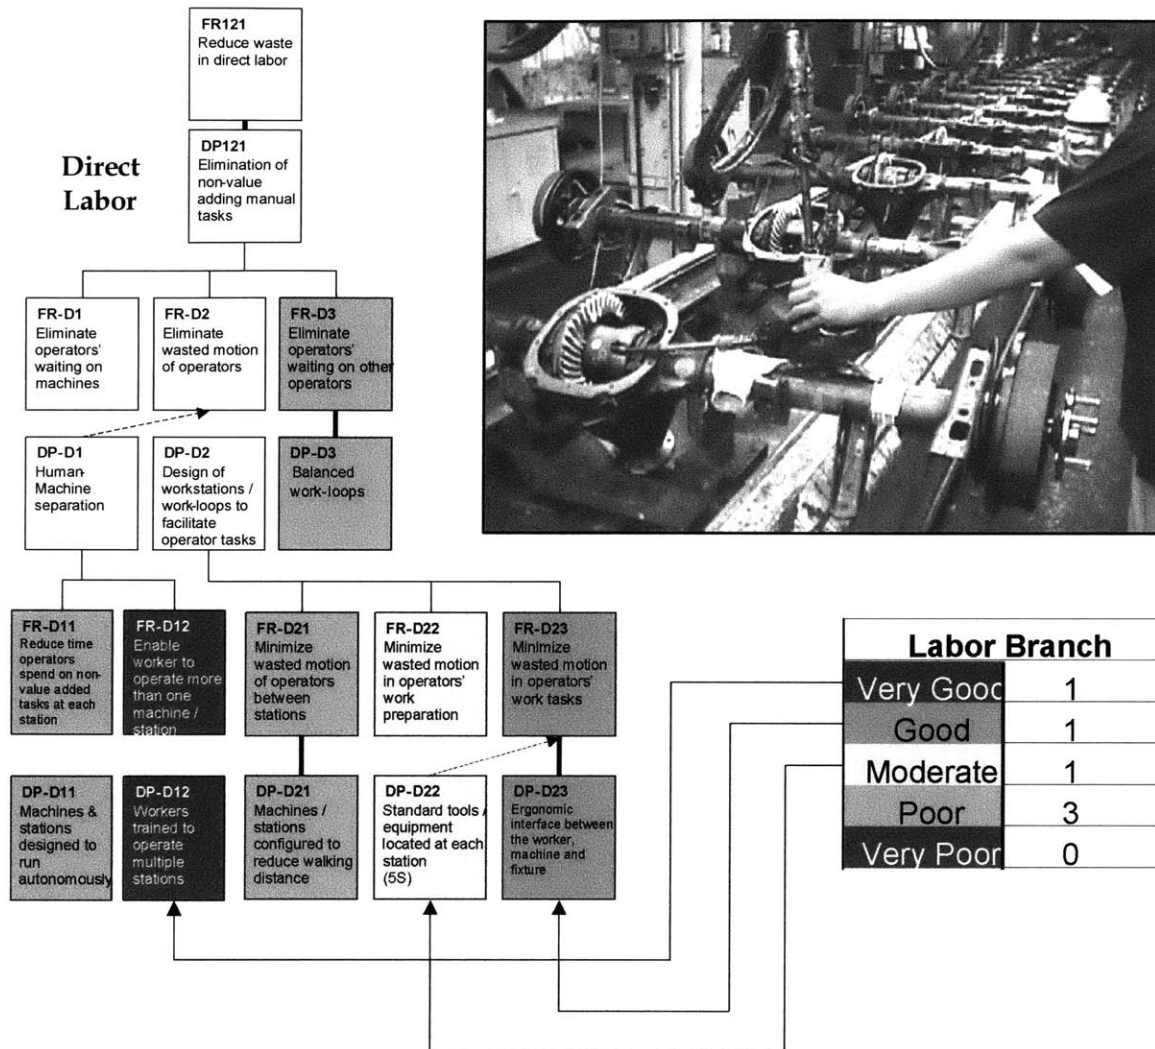 FR121
Reduce waste
in direct labor
DP121
Elimination of
non-value
adding manual
tasks
Direct
Labor
FR-D1
Eliminate
operators'
waiting on
machines
FR-D2
Eliminate
wasted motion
of operators
FR-D3
Eliminate
operators'
waiting on other
operators
DP-D1
Human-
Machine
separation
DP-D2
Design of
workstations /
work-loops to
facilitate
operator tasks
DP-D3
Balanced
work-loops
FR-D11
Reduce time
operators
spend on non-
value added
tasks at each
station
FR-D12
Enable
worker to
operate more
than one
machine /
station
FR-D21
Minimize
wasted motion
of operators
between
stations
FR-D22
Minimize
wasted motion
in operators'
work
preparation
FR-D23
Minimize
wasted motion
in operators'
work tasks
DP-D11
Machines &
stations
designed to
run
autonomously
DP-D12
Workers
trained to
operate
multiple
stations
DP-D21
Machines /
stations
configured to
reduce walking
distance
DP-D22
Standard tools /
equipment
located at each
station
(5S)
DP-D23
Ergonomic
interface between
the worker,
machine and
fixture
Labor Branch
Very Good 1
Good 1
Moderate 1
Poor 3
Very Poor 0